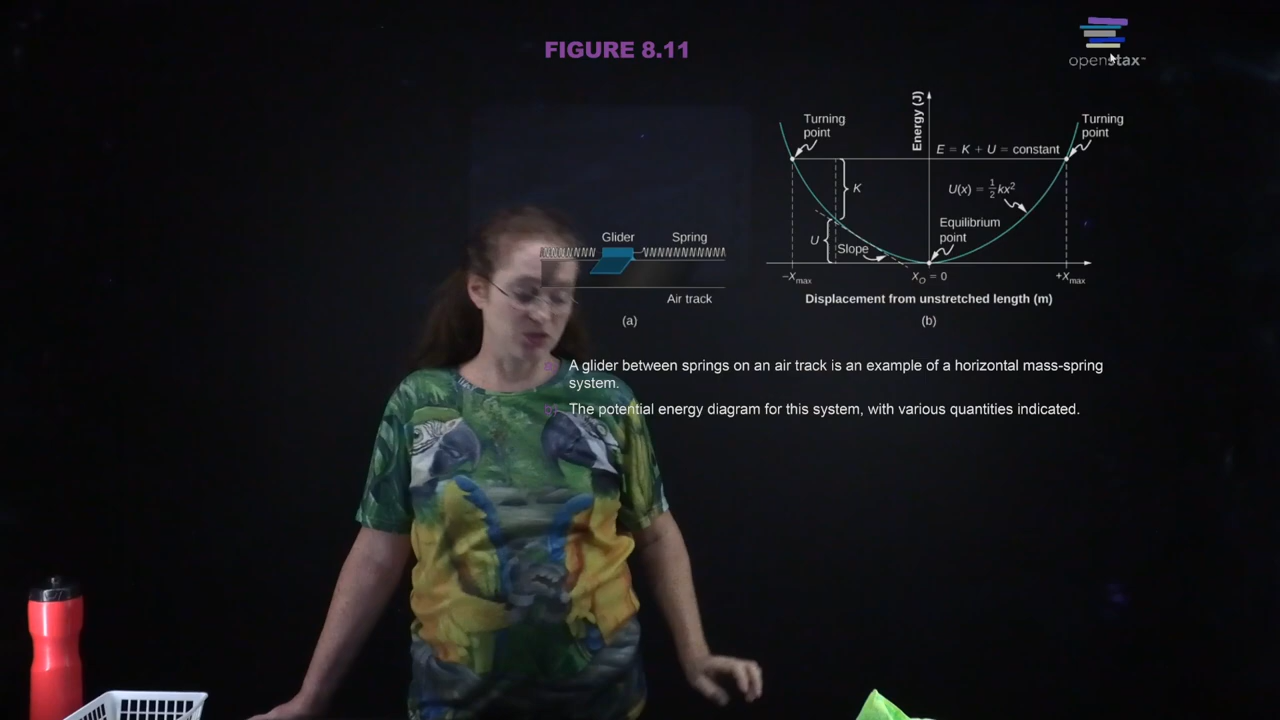 FIGURE 8.11
openstax™
Glider
Spring
Air track
(a)
Energy (J)
Turning
point
Turning
point
E = K + U = constant
K
U(x) = ½kx²
Equilibrium
point
U
Slope
–Xmax
X₀ = 0
+Xmax
Displacement from unstretched length (m)
(b)
A glider between springs on an air track is an example of a horizontal mass-spring
system.
The potential energy diagram for this system, with various quantities indicated.